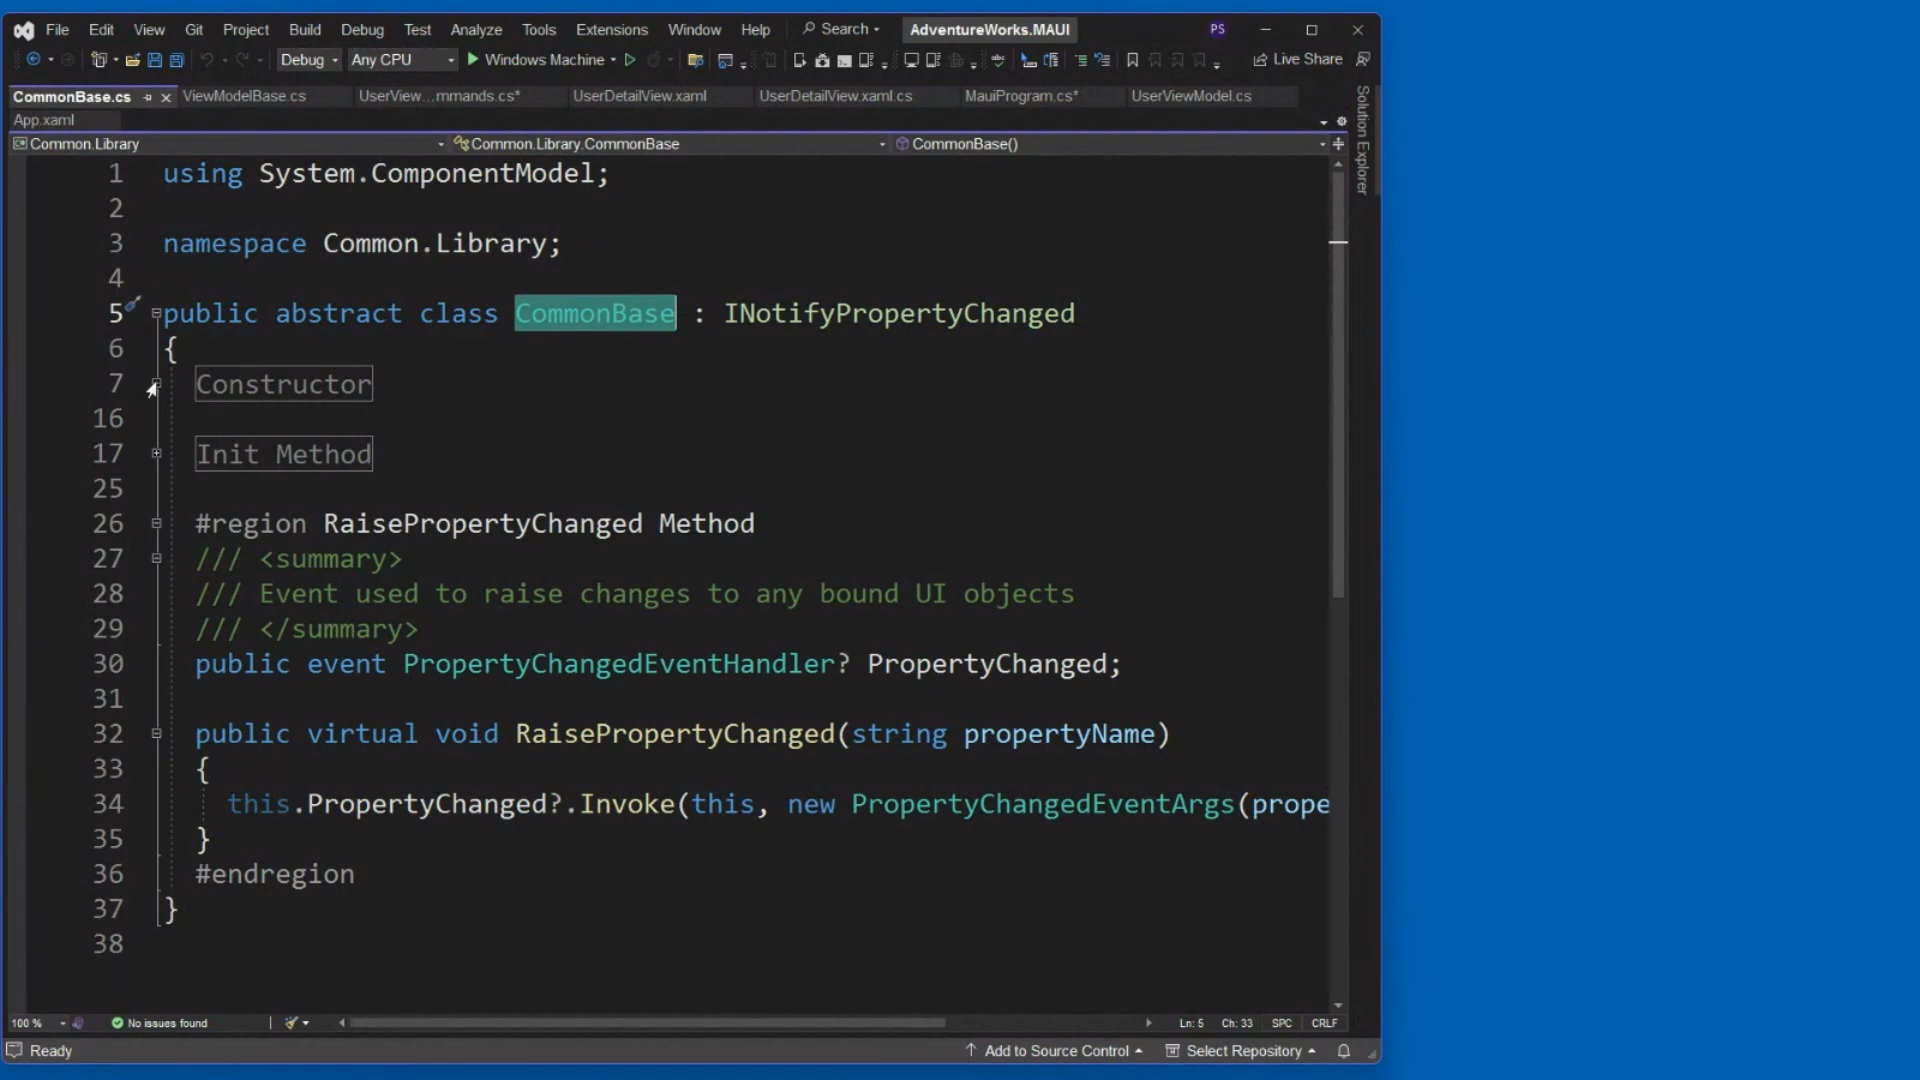 File Edit View Git Project Build Debug Test Analyze Tools Extensions Window Help Search AdventureWorks.MAUI PS
Debug Any CPU Windows Machine Live Share
CommonBase.cs ViewModelBase.cs UserView...mmands.cs* UserDetailView.xaml UserDetailView.xaml.cs MauiProgram.cs* UserViewModel.cs
App.xaml
Solution Explorer
Common.Library Common.Library.CommonBase CommonBase()
1 using System.ComponentModel;
2
3 namespace Common.Library;
4
5 public abstract class CommonBase : INotifyPropertyChanged
6 {
7 Constructor
16
17 Init Method
25
26 #region RaisePropertyChanged Method
27 /// <summary>
28 /// Event used to raise changes to any bound UI objects
29 /// </summary>
30 public event PropertyChangedEventHandler? PropertyChanged;
31
32 public virtual void RaisePropertyChanged(string propertyName)
33 {
34 this.PropertyChanged?.Invoke(this, new PropertyChangedEventArgs(prope
35 }
36 #endregion
37 }
38
100 % No issues found Ln: 5 Ch: 33 SPC CRLF
Ready Add to Source Control Select Repository